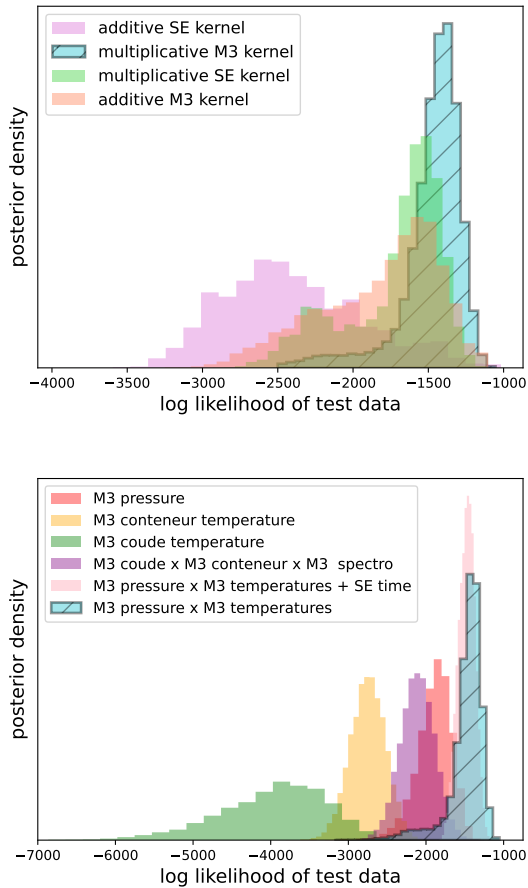 additive SE kernel
multiplicative M3 kernel
multiplicative SE kernel
additive M3 kernel
posterior density
−4000 −3500 −3000 −2500 −2000 −1500 −1000
log likelihood of test data
M3 pressure
M3 conteneur temperature
M3 coude temperature
M3 coude x M3 conteneur x M3 spectro
M3 pressure x M3 temperatures + SE time
M3 pressure x M3 temperatures
posterior density
−7000 −6000 −5000 −4000 −3000 −2000 −1000
log likelihood of test data